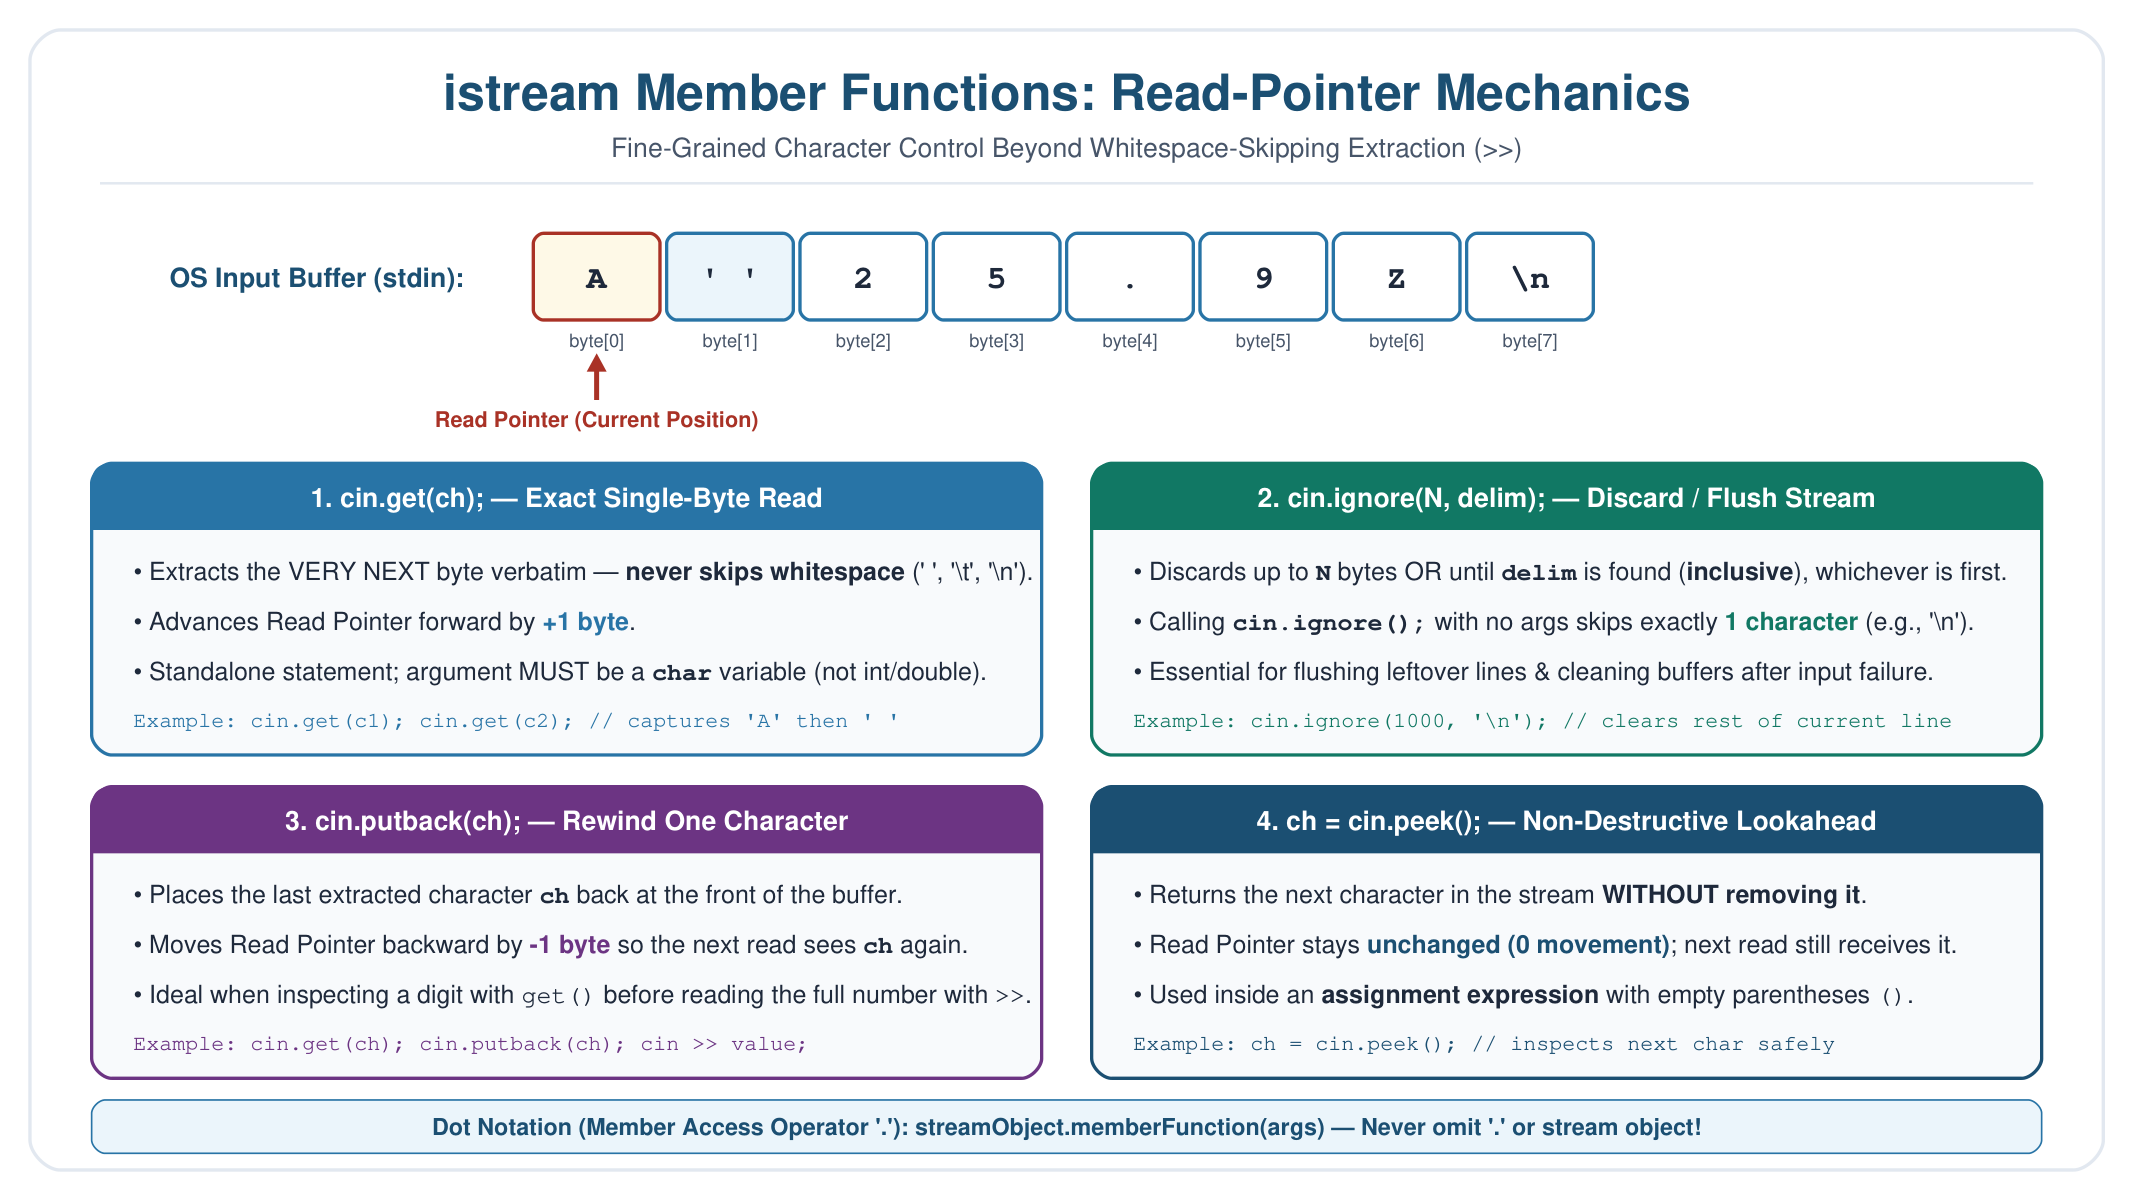 istream Member Functions: Read-Pointer Mechanics
Fine-Grained Character Control Beyond Whitespace-Skipping Extraction (>>)
OS Input Buffer (stdin):
A ' ' 2 5 . 9 Z \n
byte[0] byte[1] byte[2] byte[3] byte[4] byte[5] byte[6] byte[7]
Read Pointer (Current Position)
1. cin.get(ch); — Exact Single-Byte Read
• Extracts the VERY NEXT byte verbatim — never skips whitespace (' ', '\t', '\n').
• Advances Read Pointer forward by +1 byte.
• Standalone statement; argument MUST be a char variable (not int/double).
Example: cin.get(c1); cin.get(c2); // captures 'A' then ' '
2. cin.ignore(N, delim); — Discard / Flush Stream
• Discards up to N bytes OR until delim is found (inclusive), whichever is first.
• Calling cin.ignore(); with no args skips exactly 1 character (e.g., '\n').
• Essential for flushing leftover lines & cleaning buffers after input failure.
Example: cin.ignore(1000, '\n'); // clears rest of current line
3. cin.putback(ch); — Rewind One Character
• Places the last extracted character ch back at the front of the buffer.
• Moves Read Pointer backward by -1 byte so the next read sees ch again.
• Ideal when inspecting a digit with get() before reading the full number with >>.
Example: cin.get(ch); cin.putback(ch); cin >> value;
4. ch = cin.peek(); — Non-Destructive Lookahead
• Returns the next character in the stream WITHOUT removing it.
• Read Pointer stays unchanged (0 movement); next read still receives it.
• Used inside an assignment expression with empty parentheses ().
Example: ch = cin.peek(); // inspects next char safely
Dot Notation (Member Access Operator '.'): streamObject.memberFunction(args) — Never omit '.' or stream object!